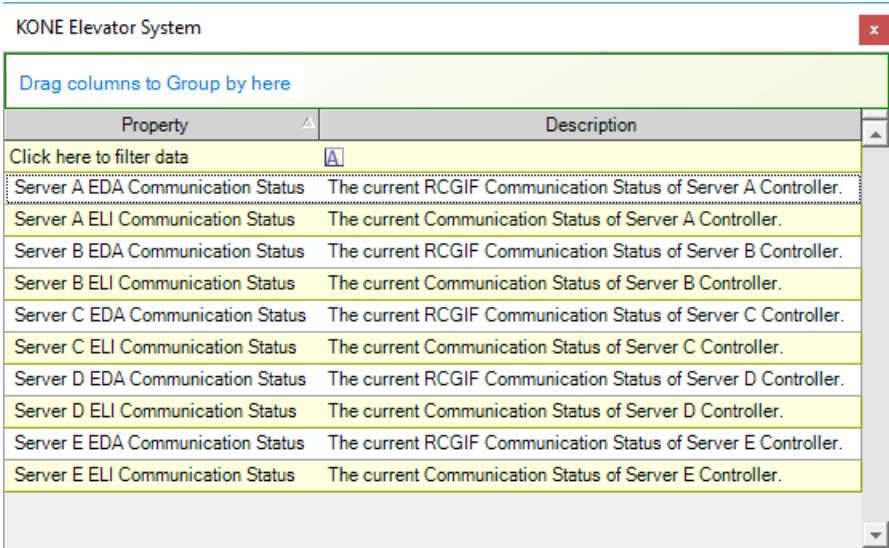 KONE Elevator System
x
Drag columns to Group by here
Property Description
Click here to filter data A
Server A EDA Communication Status The current RCGIF Communication Status of Server A Controller.
Server A ELI Communication Status The current Communication Status of Server A Controller.
Server B EDA Communication Status The current RCGIF Communication Status of Server B Controller.
Server B ELI Communication Status The current Communication Status of Server B Controller.
Server C EDA Communication Status The current RCGIF Communication Status of Server C Controller.
Server C ELI Communication Status The current Communication Status of Server C Controller.
Server D EDA Communication Status The current RCGIF Communication Status of Server D Controller.
Server D ELI Communication Status The current Communication Status of Server D Controller.
Server E EDA Communication Status The current RCGIF Communication Status of Server E Controller.
Server E ELI Communication Status The current Communication Status of Server E Controller.